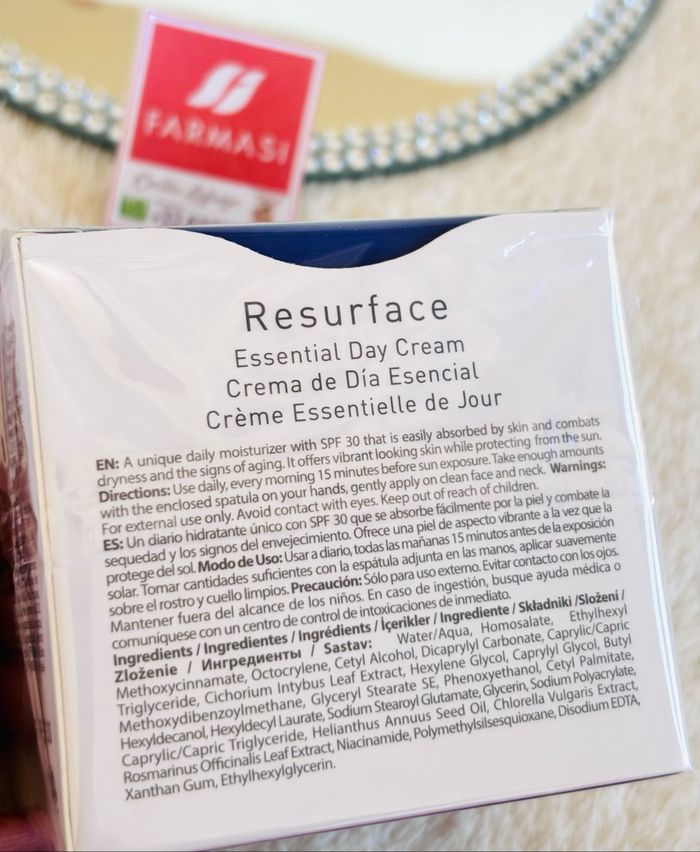 FARMASI
Resurface
Essential Day Cream
Crema de Día Esencial
Crème Essentielle de Jour
EN: A unique daily moisturizer with SPF 30 that is easily absorbed by skin and combats
dryness and the signs of aging. It offers vibrant looking skin while protecting from the sun.
Directions: Use daily, every morning 15 minutes before sun exposure. Take enough amounts
with the enclosed spatula on your hands, gently apply on clean face and neck. Warnings:
For external use only. Avoid contact with eyes. Keep out of reach of children.
ES: Un diario hidratante único con SPF 30 que se absorbe fácilmente por la piel y combate la
sequedad y los signos del envejecimiento. Ofrece una piel de aspecto vibrante a la vez que la
protege del sol. Modo de Uso: Usar a diario, todas las mañanas 15 minutos antes de la exposición
solar. Tomar cantidades suficientes con la espátula adjunta en las manos, aplicar suavemente
sobre el rostro y cuello limpios. Precaución: Sólo para uso externo. Evitar contacto con los ojos.
Mantener fuera del alcance de los niños. En caso de ingestión, busque ayuda médica o
comuníquese con un centro de control de intoxicaciones de inmediato.
Ingredients / Ingredientes / Ingrédients / İçerikler / Ingrediente / Składniki /Složení /
Zloženie / Ингредиенты / Sastav: Water/Aqua, Homosalate, Ethylhexyl
Methoxycinnamate, Octocrylene, Cetyl Alcohol, Dicaprylyl Carbonate, Caprylic/Capric
Triglyceride, Cichorium Intybus Leaf Extract, Hexylene Glycol, Caprylyl Glycol, Butyl
Methoxydibenzoylmethane, Glyceryl Stearate SE, Phenoxyethanol, Cetyl Palmitate,
Hexyldecanol, Hexyldecyl Laurate, Sodium Stearoyl Glutamate, Glycerin, Sodium Polyacrylate,
Caprylic/Capric Triglyceride, Helianthus Annuus Seed Oil, Chlorella Vulgaris Extract,
Rosmarinus Officinalis Leaf Extract, Niacinamide, Polymethylsilsesquioxane, Disodium EDTA,
Xanthan Gum, Ethylhexylglycerin.